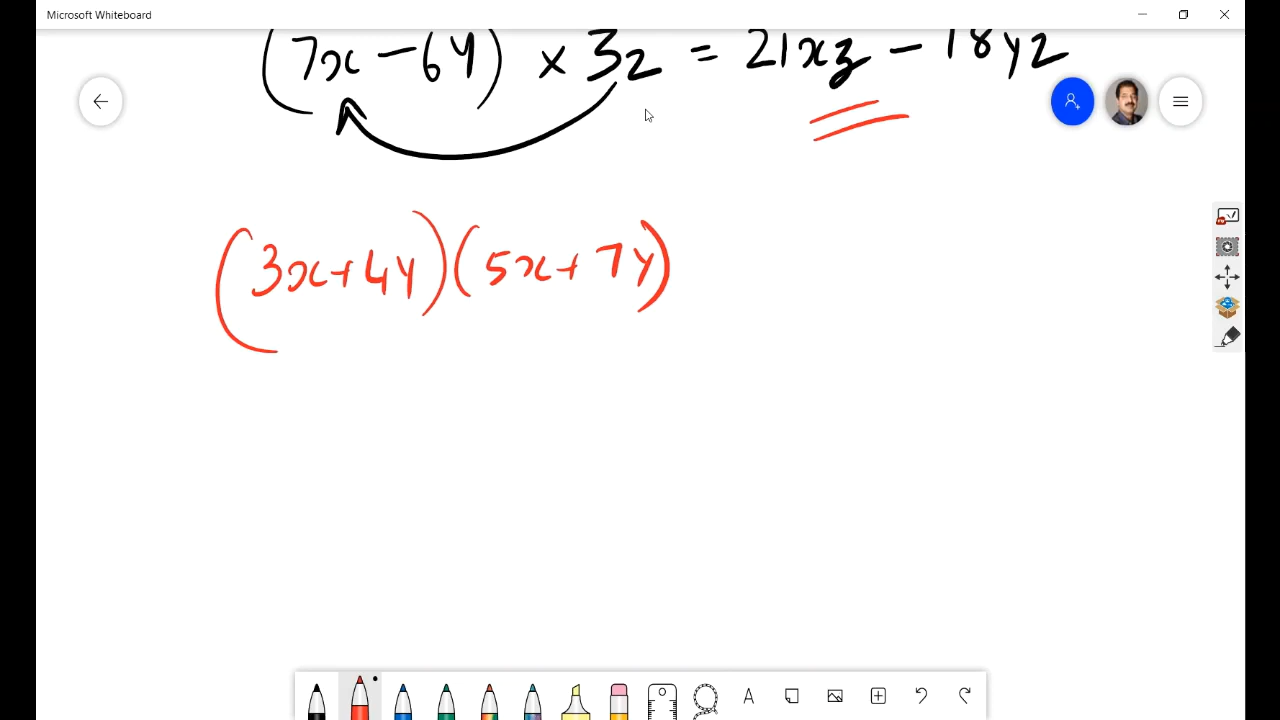 Microsoft Whiteboard
(7x - 6y) × 3z = 21xz - 18yz
(3x+4y)(5x+7y)
A